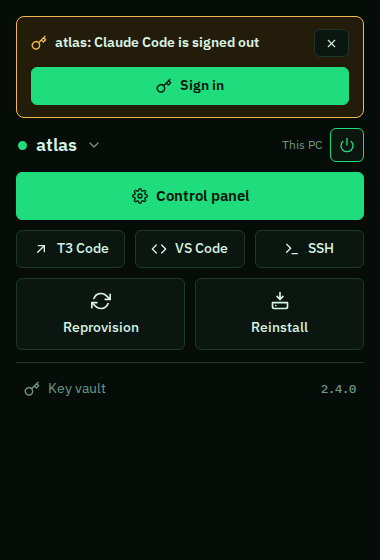 atlas: Claude Code is signed out
Sign in
atlas
This PC
Control panel
T3 Code
VS Code
SSH
Reprovision
Reinstall
Key vault
2.4.0